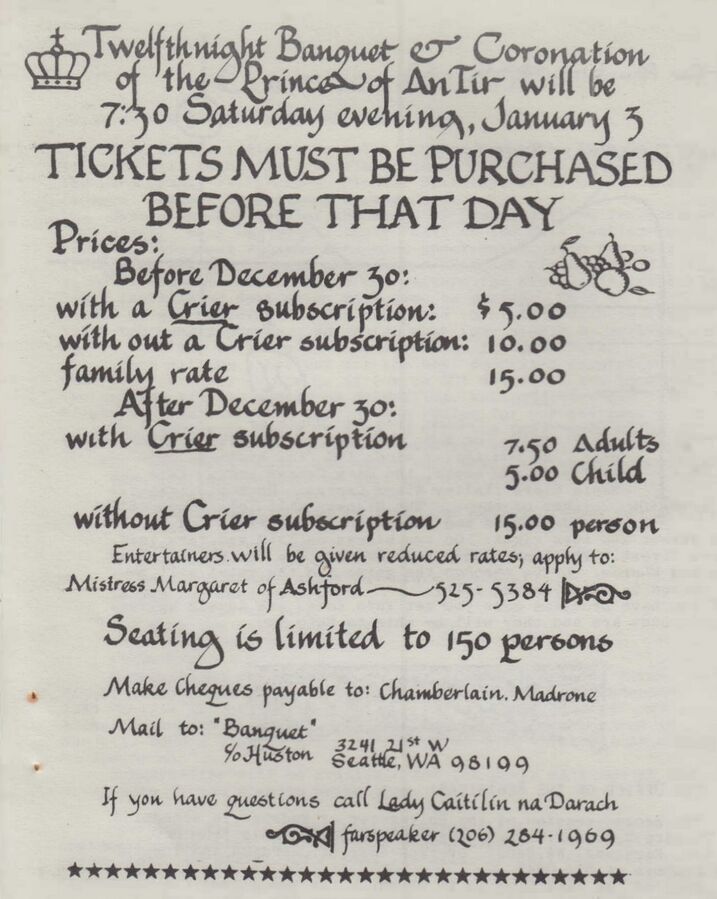 Twelfthnight Banquet & Coronation
of the Prince of AnTir will be
7:30 Saturday evening, January 3
TICKETS MUST BE PURCHASED
BEFORE THAT DAY
Prices:
Before December 30:
with a Crier subscription: $5.00
with out a Crier subscription: 10.00
family rate 15.00
After December 30:
with Crier subscription 7.50 Adults
5.00 Child
without Crier subscription 15.00 person
Entertainers will be given reduced rates; apply to:
Mistress Margaret of Ashford — 525-5384
Seating is limited to 150 persons
Make Cheques payable to: Chamberlain. Madrone
Mail to: "Banquet"
c/o Huston 3241 21st W
Seattle, WA 98199
If you have questions call Lady Caitilin na Darach
farspeaker (206) 284-1969